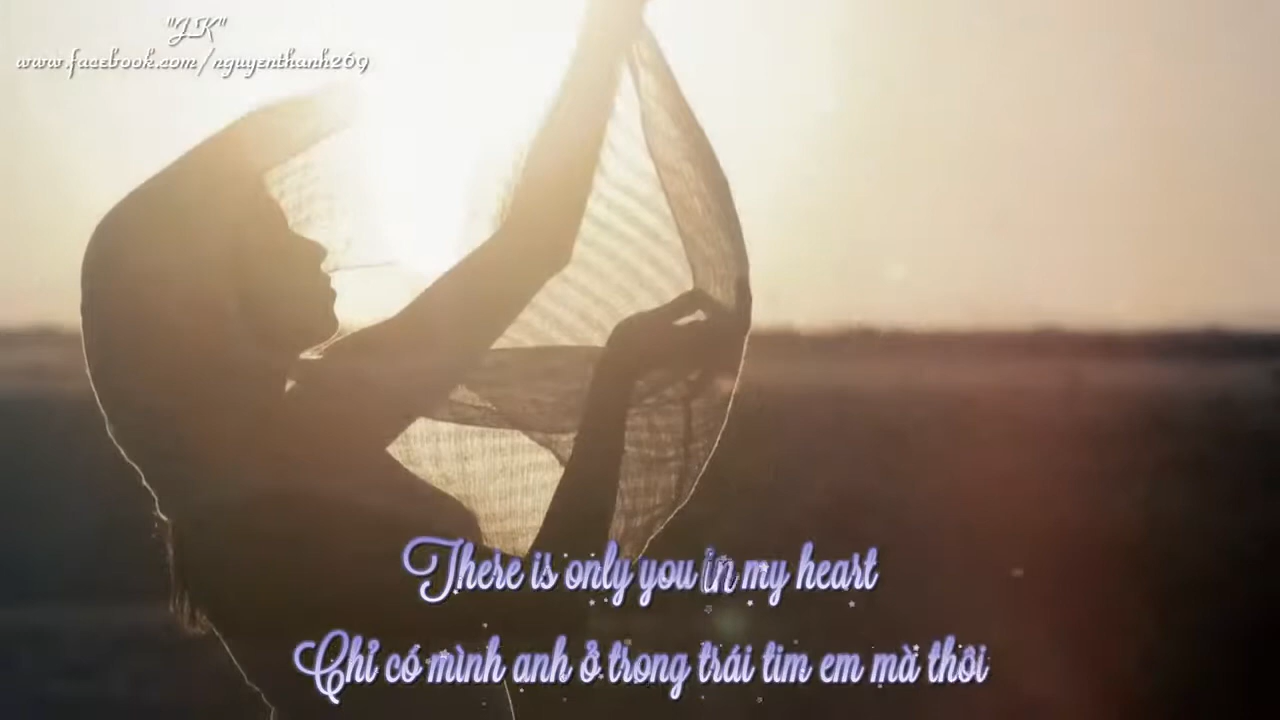 "JK"
www.facebook.com/nguyenthanh269
There is only you in my heart
Chỉ có mình anh ở trong trái tim em mà thôi